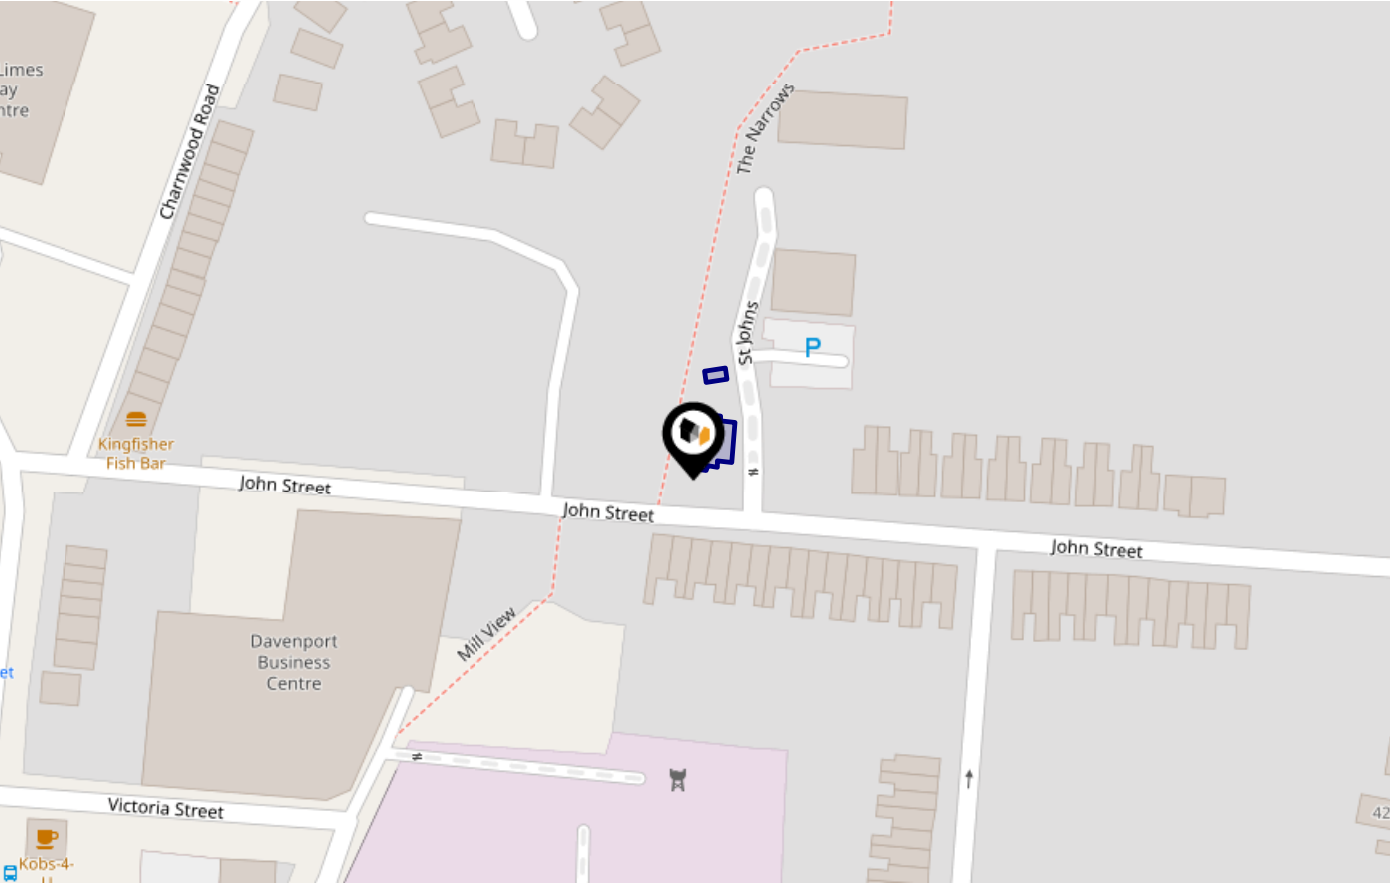 Limes
ay
ntre
Charnwood Road
The Narrows
St Johns
P
Kingfisher
Fish Bar
John Street
John Street
John Street
Mill View
Davenport
Business
Centre
et
Victoria Street
42
Kobs-4-
U